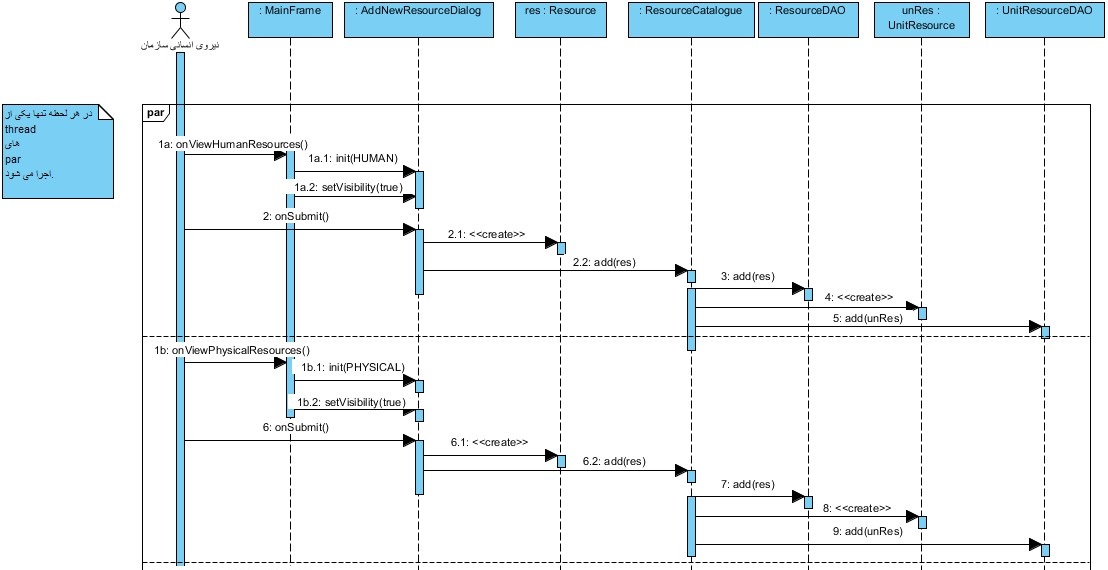 : MainFrame
: AddNewResourceDialog
res : Resource
: ResourceCatalogue
: ResourceDAO
unRes :
UnitResource
: UnitResourceDAO
نیروی انسانی سازمان
در هر لحظه تنها یکی از
thread
های
par
اجرا می شود.
par
1a: onViewHumanResources()
1a.1: init(HUMAN)
1a.2: setVisibility(true)
2: onSubmit()
2.1: <<create>>
2.2: add(res)
3: add(res)
4: <<create>>
5: add(unRes)
1b: onViewPhysicalResources()
1b.1: init(PHYSICAL)
1b.2: setVisibility(true)
6: onSubmit()
6.1: <<create>>
6.2: add(res)
7: add(res)
8: <<create>>
9: add(unRes)